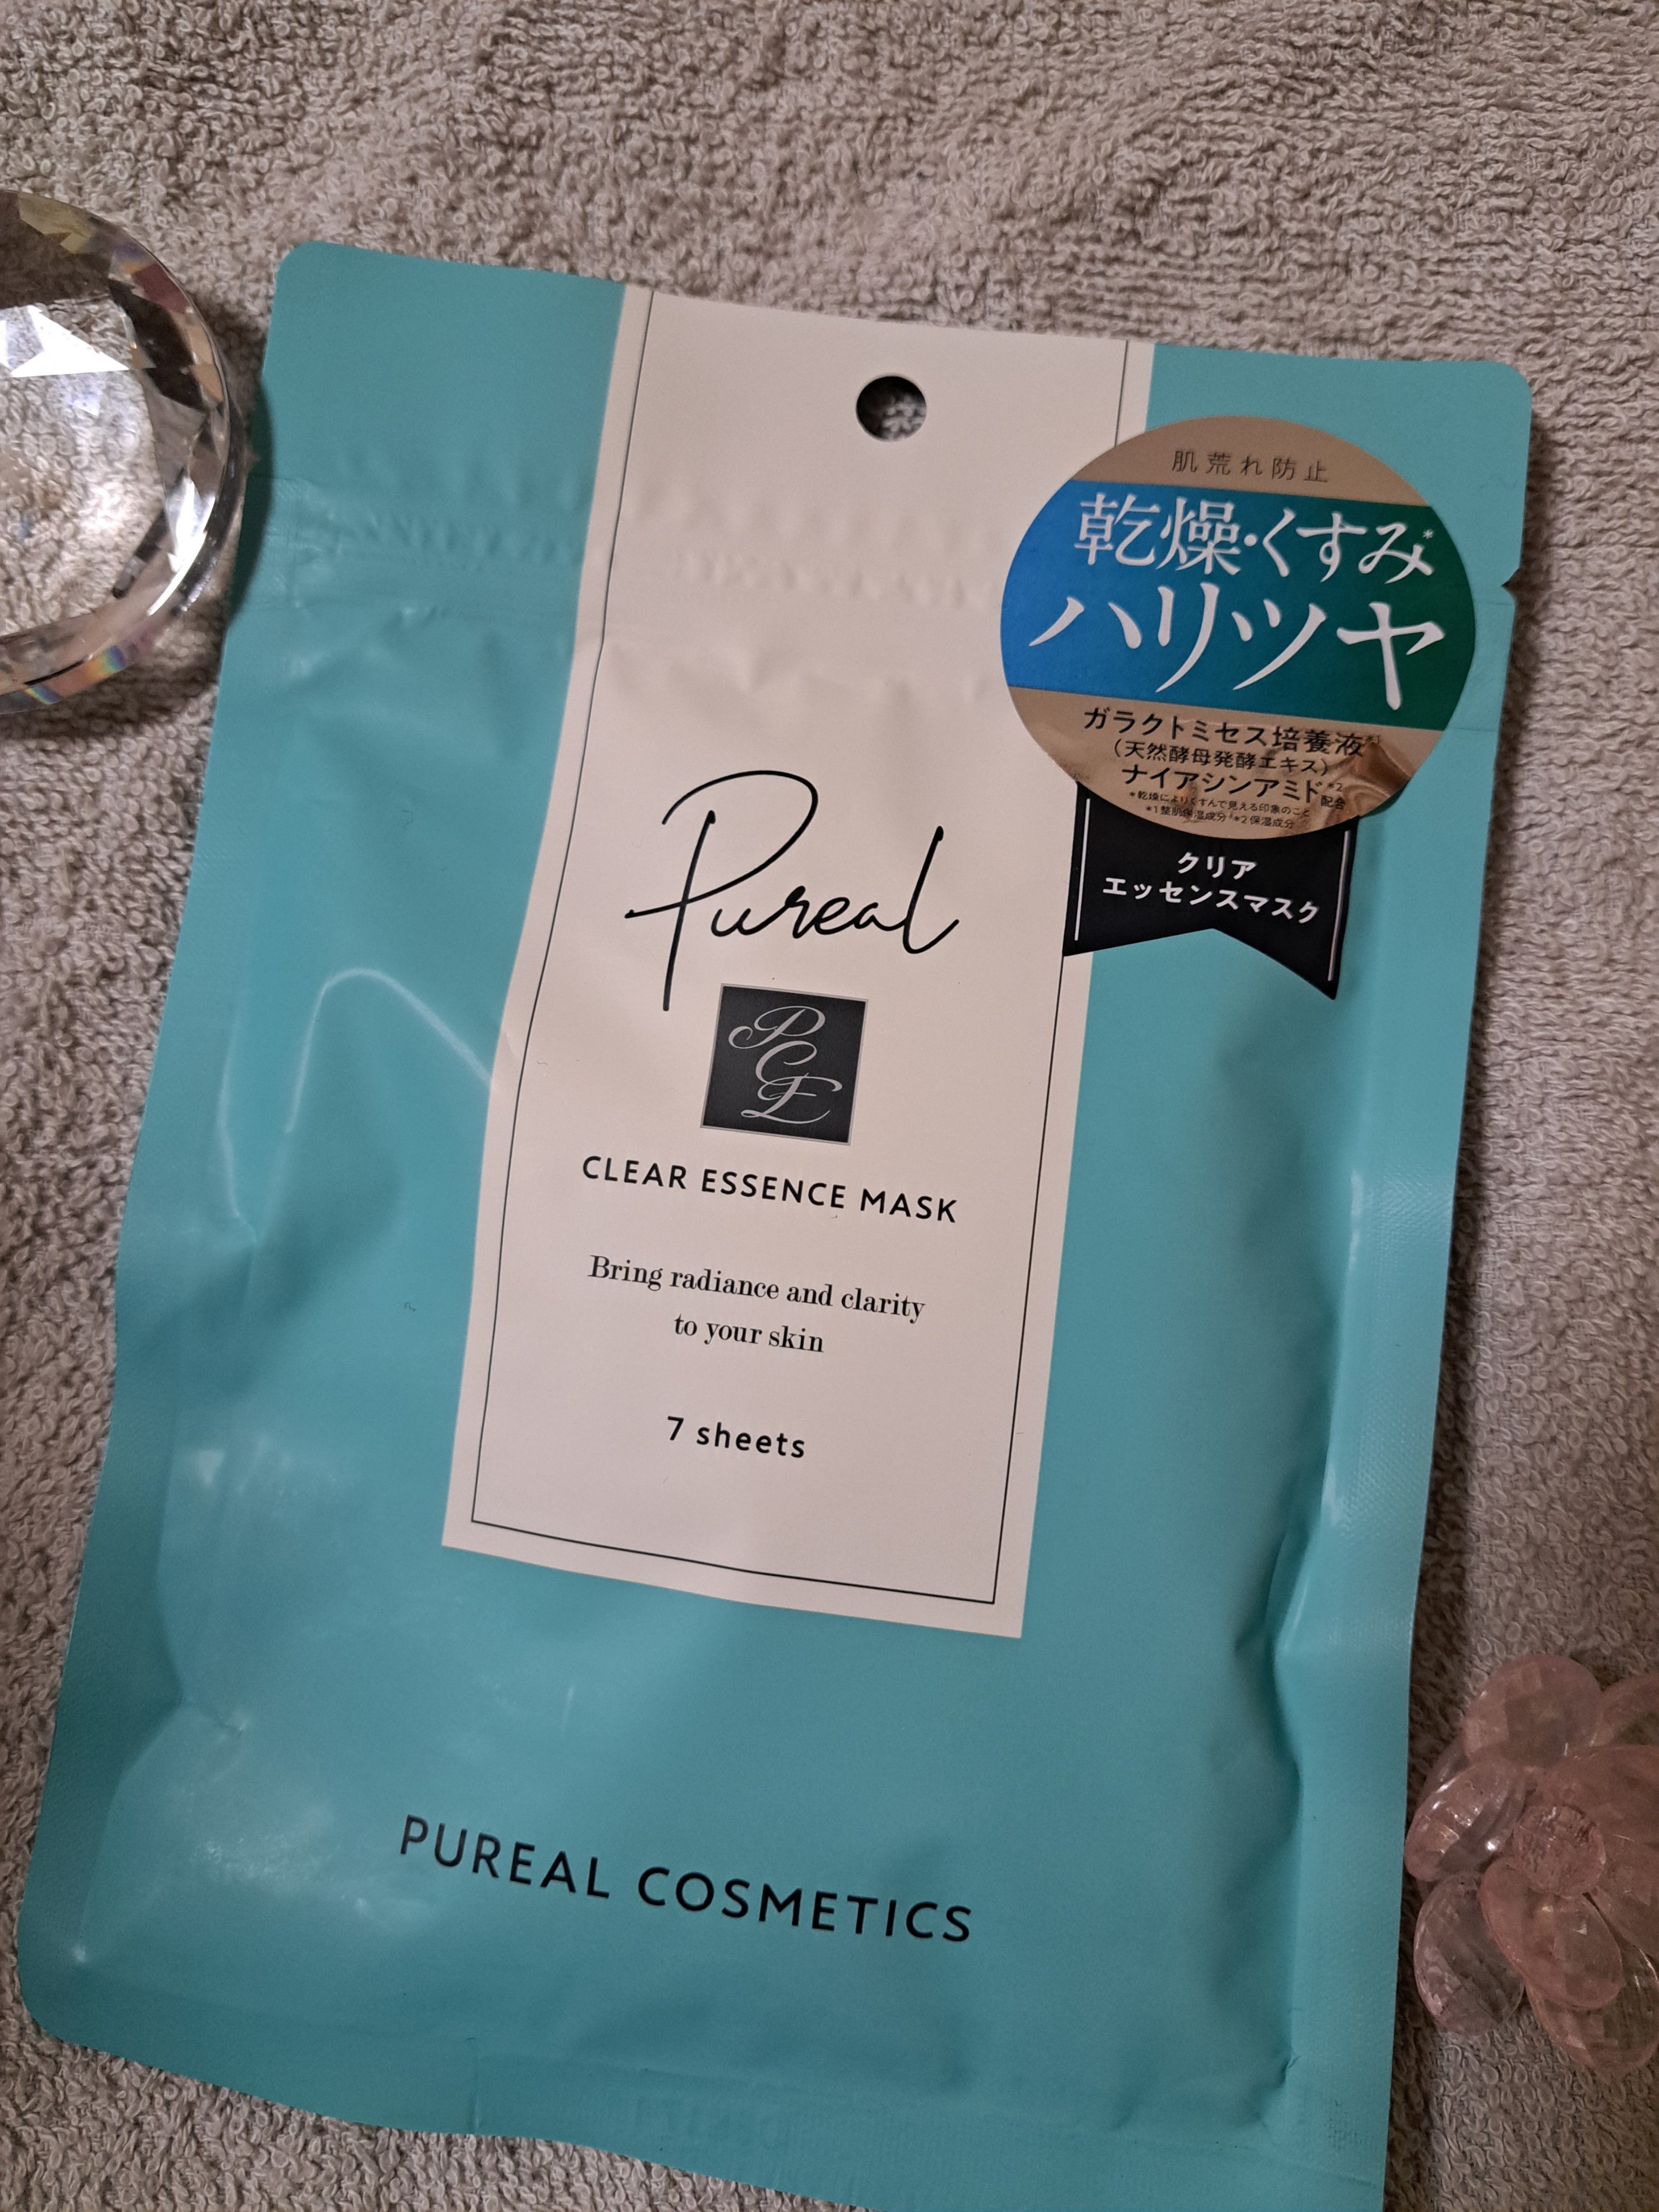 肌荒れ防止
乾燥・くすみ*
ハリツヤ
ガラクトミセス培養液*1
(天然酵母発酵エキス)
ナイアシンアミド*2配合
*乾燥によりくすんで見える印象のこと
*1整肌保湿成分 *2保湿成分
クリア
エッセンスマスク
Pureal
PCE
CLEAR ESSENCE MASK
Bring radiance and clarity
to your skin
7 sheets
PUREAL COSMETICS